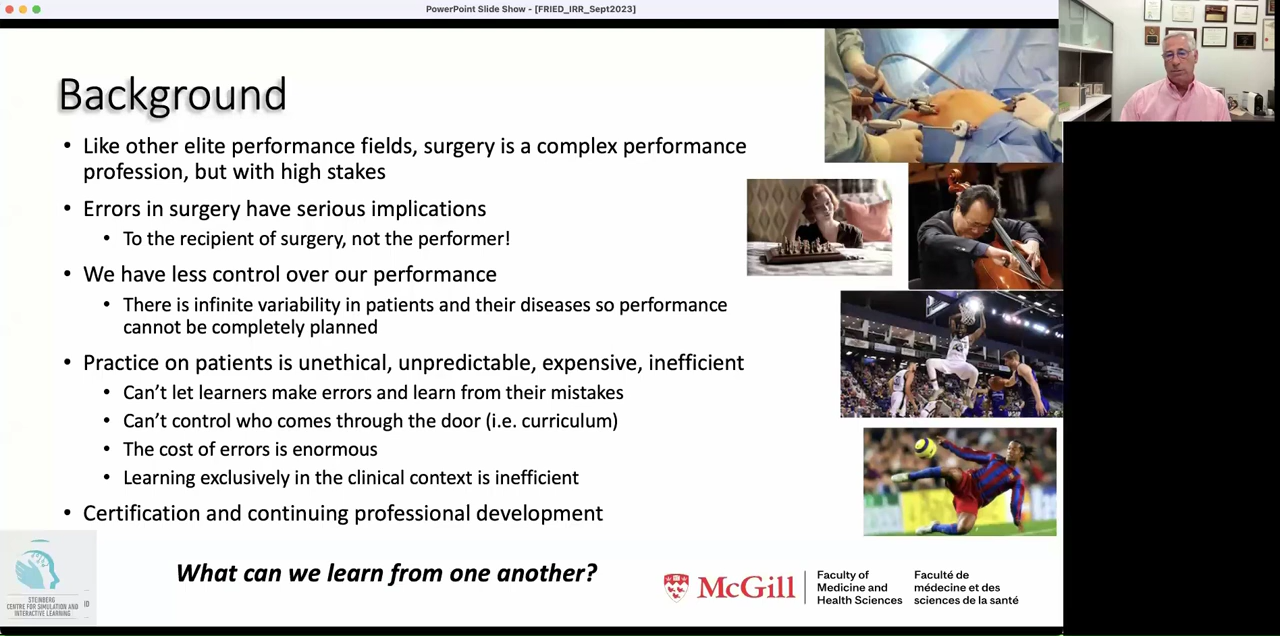 PowerPoint Slide Show - [FRIED_IRR_Sept2023]
Background
• Like other elite performance fields, surgery is a complex performance
profession, but with high stakes
• Errors in surgery have serious implications
• To the recipient of surgery, not the performer!
• We have less control over our performance
• There is infinite variability in patients and their diseases so performance
cannot be completely planned
• Practice on patients is unethical, unpredictable, expensive, inefficient
• Can’t let learners make errors and learn from their mistakes
• Can’t control who comes through the door (i.e. curriculum)
• The cost of errors is enormous
• Learning exclusively in the clinical context is inefficient
• Certification and continuing professional development
What can we learn from one another?
STEINBERG
CENTRE FOR SIMULATION AND
INTERACTIVE LEARNING
ID
McGill
Faculty of
Medicine and
Health Sciences
Faculté de
médecine et des
sciences de la santé